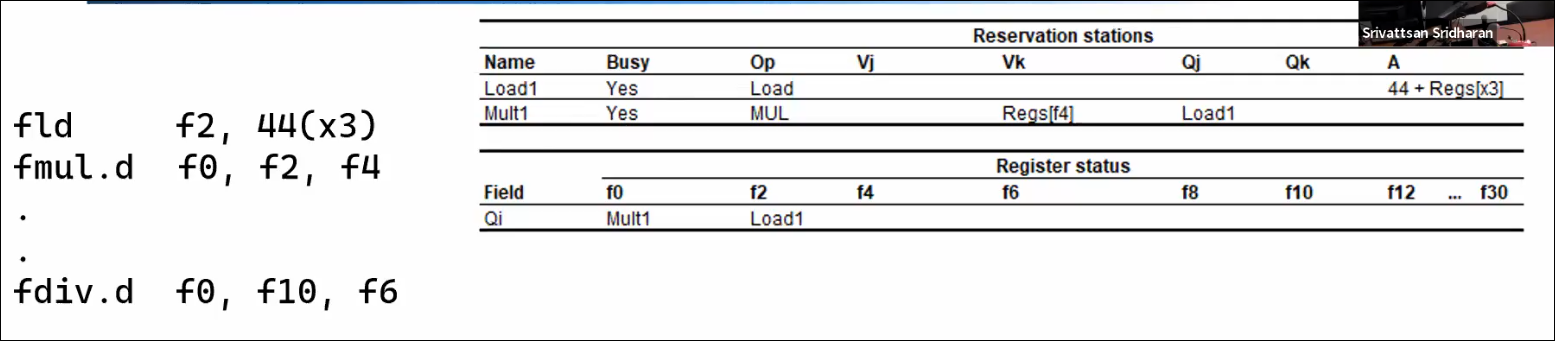 Srivattsan Sridharan
fld f2, 44(x3)
fmul.d f0, f2, f4
.
.
fdiv.d f0, f10, f6
Reservation stations
Name Busy Op Vj Vk Qj Qk A
Load1 Yes Load 44 + Regs[x3]
Mult1 Yes MUL Regs[f4] Load1
Register status
Field f0 f2 f4 f6 f8 f10 f12 ... f30
Qi Mult1 Load1